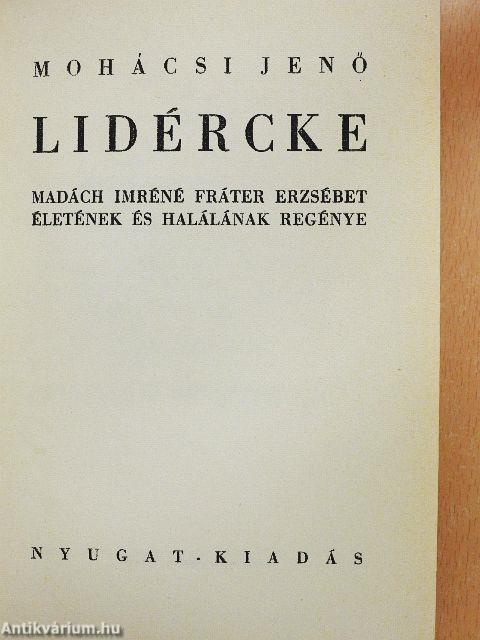 MOHÁCSI JENŐ
LIDÉRCKE
MADÁCH IMRÉNÉ FRÁTER ERZSÉBET
ÉLETÉNEK ÉS HALÁLÁNAK REGÉNYE
NYUGAT-KIADÁS
Antikvárium.hu